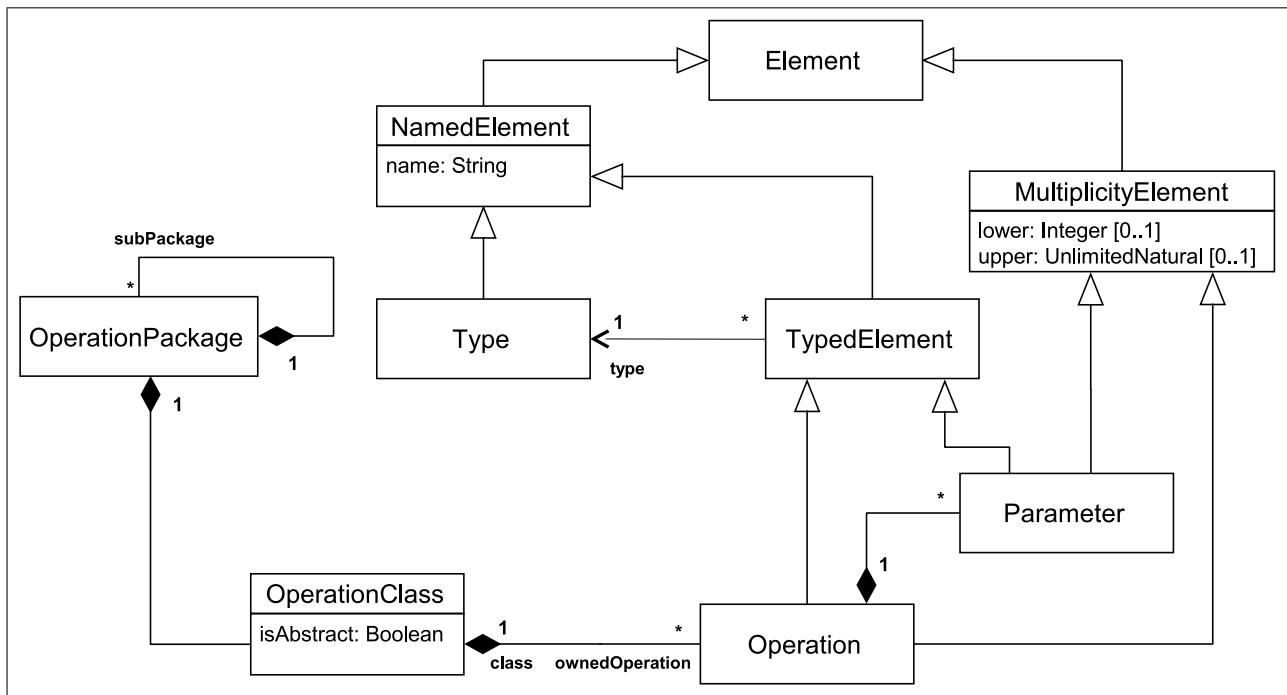 Element
NamedElement
name: String
MultiplicityElement
lower: Integer [0..1]
upper: UnlimitedNatural [0..1]
subPackage
*
OperationPackage
1
1
Type
1
type
*
TypedElement
*
Parameter
1
OperationClass
isAbstract: Boolean
1
class
ownedOperation
*
Operation